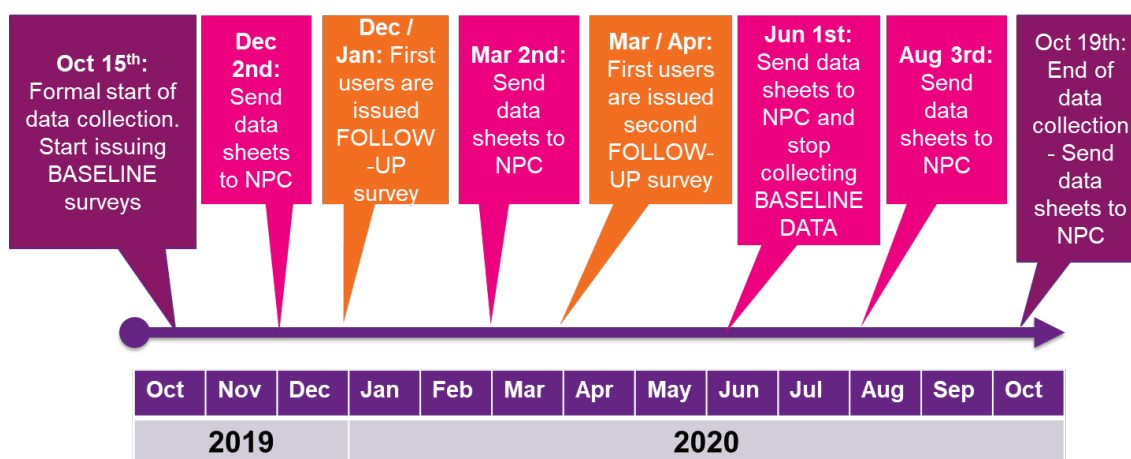 Oct 15th:
Formal start of
data collection.
Start issuing
BASELINE
surveys
Dec
2nd:
Send
data
sheets
to NPC
Dec /
Jan: First
users are
issued
FOLLOW
-UP
survey
Mar 2nd:
Send
data
sheets to
NPC
Mar / Apr:
First users
are issued
second
FOLLOW-
UP survey
Jun 1st:
Send data
sheets to
NPC and
stop
collecting
BASELINE
DATA
Aug 3rd:
Send
data
sheets to
NPC
Oct 19th:
End of
data
collection
- Send
data
sheets to
NPC
Oct Nov Dec Jan Feb Mar Apr May Jun Jul Aug Sep Oct
2019 2020